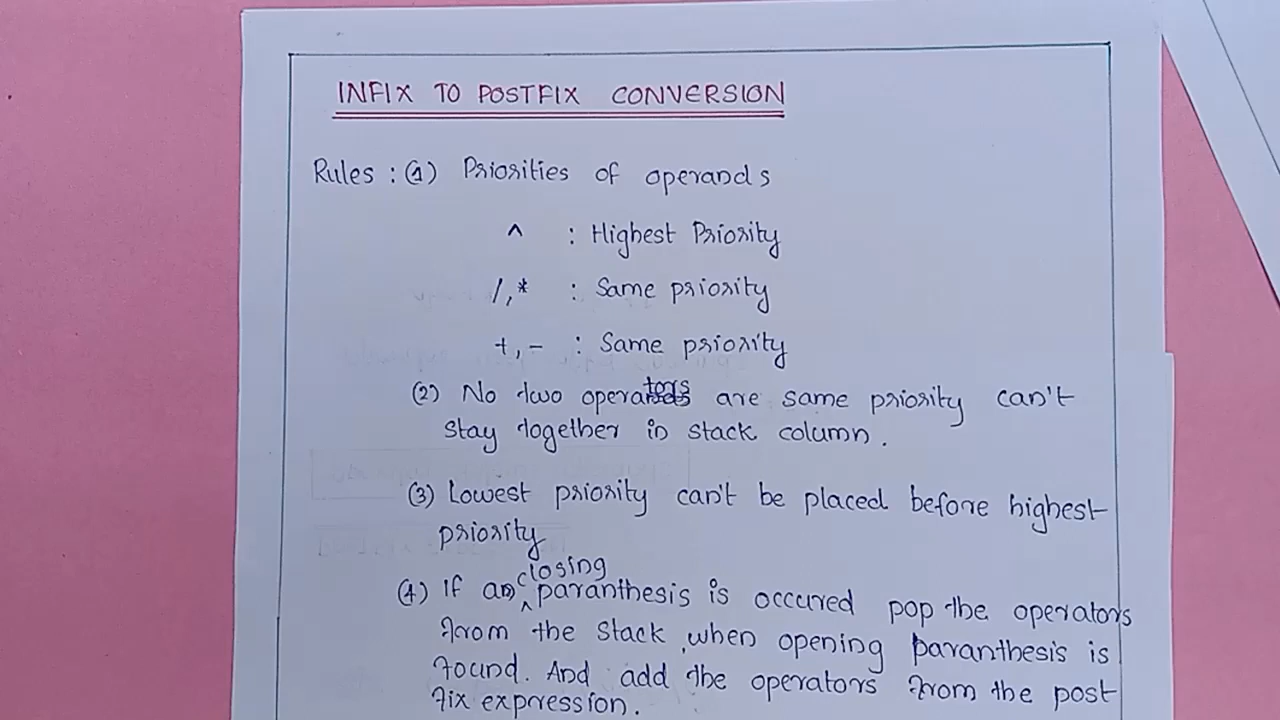 INFIX TO POSTFIX CONVERSION
Rules : (1) Priorities of operands
^ : Highest Priority
/,* : Same priority
+,- : Same priority
(2) No two operators are same priority can't
stay together in stack column.
(3) Lowest priority can't be placed before highest
priority
(4) If an closing paranthesis is occured pop the operators
from the stack, when opening paranthesis is
found. And add the operators from the post
fix expression.